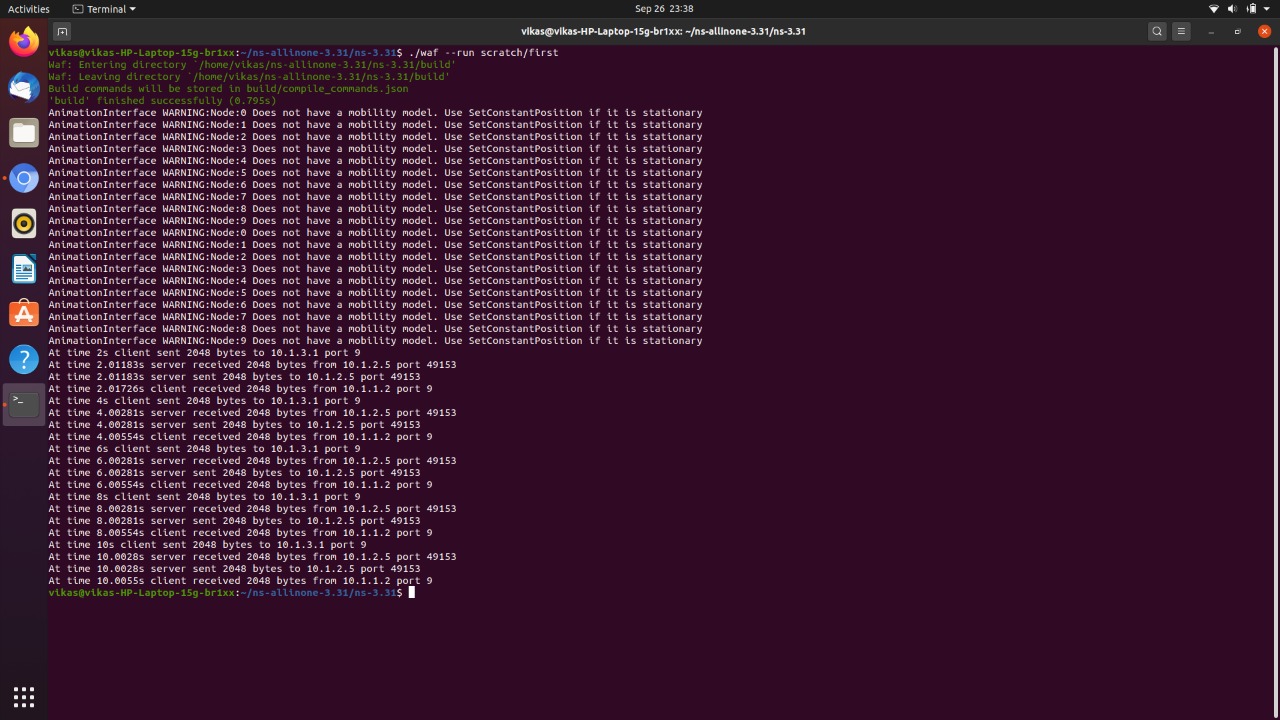 Activities
Terminal
Sep 26 23:38
vikas@vikas-HP-Laptop-15g-br1xx: ~/ns-allinone-3.31/ns-3.31
vikas@vikas-HP-Laptop-15g-br1xx:~/ns-allinone-3.31/ns-3.31$ ./waf --run scratch/first
Waf: Entering directory `/home/vikas/ns-allinone-3.31/ns-3.31/build'
Waf: Leaving directory `/home/vikas/ns-allinone-3.31/ns-3.31/build'
Build commands will be stored in build/compile_commands.json
'build' finished successfully (0.795s)
AnimationInterface WARNING:Node:0 Does not have a mobility model. Use SetConstantPosition if it is stationary
AnimationInterface WARNING:Node:1 Does not have a mobility model. Use SetConstantPosition if it is stationary
AnimationInterface WARNING:Node:2 Does not have a mobility model. Use SetConstantPosition if it is stationary
AnimationInterface WARNING:Node:3 Does not have a mobility model. Use SetConstantPosition if it is stationary
AnimationInterface WARNING:Node:4 Does not have a mobility model. Use SetConstantPosition if it is stationary
AnimationInterface WARNING:Node:5 Does not have a mobility model. Use SetConstantPosition if it is stationary
AnimationInterface WARNING:Node:6 Does not have a mobility model. Use SetConstantPosition if it is stationary
AnimationInterface WARNING:Node:7 Does not have a mobility model. Use SetConstantPosition if it is stationary
AnimationInterface WARNING:Node:8 Does not have a mobility model. Use SetConstantPosition if it is stationary
AnimationInterface WARNING:Node:9 Does not have a mobility model. Use SetConstantPosition if it is stationary
AnimationInterface WARNING:Node:0 Does not have a mobility model. Use SetConstantPosition if it is stationary
AnimationInterface WARNING:Node:1 Does not have a mobility model. Use SetConstantPosition if it is stationary
AnimationInterface WARNING:Node:2 Does not have a mobility model. Use SetConstantPosition if it is stationary
AnimationInterface WARNING:Node:3 Does not have a mobility model. Use SetConstantPosition if it is stationary
AnimationInterface WARNING:Node:4 Does not have a mobility model. Use SetConstantPosition if it is stationary
AnimationInterface WARNING:Node:5 Does not have a mobility model. Use SetConstantPosition if it is stationary
AnimationInterface WARNING:Node:6 Does not have a mobility model. Use SetConstantPosition if it is stationary
AnimationInterface WARNING:Node:7 Does not have a mobility model. Use SetConstantPosition if it is stationary
AnimationInterface WARNING:Node:8 Does not have a mobility model. Use SetConstantPosition if it is stationary
AnimationInterface WARNING:Node:9 Does not have a mobility model. Use SetConstantPosition if it is stationary
At time 2s client sent 2048 bytes to 10.1.3.1 port 9
At time 2.01183s server received 2048 bytes from 10.1.2.5 port 49153
At time 2.01183s server sent 2048 bytes to 10.1.2.5 port 49153
At time 2.01726s client received 2048 bytes from 10.1.1.2 port 9
At time 4s client sent 2048 bytes to 10.1.3.1 port 9
At time 4.00281s server received 2048 bytes from 10.1.2.5 port 49153
At time 4.00281s server sent 2048 bytes to 10.1.2.5 port 49153
At time 4.00554s client received 2048 bytes from 10.1.1.2 port 9
At time 6s client sent 2048 bytes to 10.1.3.1 port 9
At time 6.00281s server received 2048 bytes from 10.1.2.5 port 49153
At time 6.00281s server sent 2048 bytes to 10.1.2.5 port 49153
At time 6.00554s client received 2048 bytes from 10.1.1.2 port 9
At time 8s client sent 2048 bytes to 10.1.3.1 port 9
At time 8.00281s server received 2048 bytes from 10.1.2.5 port 49153
At time 8.00281s server sent 2048 bytes to 10.1.2.5 port 49153
At time 8.00554s client received 2048 bytes from 10.1.1.2 port 9
At time 10s client sent 2048 bytes to 10.1.3.1 port 9
At time 10.0028s server received 2048 bytes from 10.1.2.5 port 49153
At time 10.0028s server sent 2048 bytes to 10.1.2.5 port 49153
At time 10.0055s client received 2048 bytes from 10.1.1.2 port 9
vikas@vikas-HP-Laptop-15g-br1xx:~/ns-allinone-3.31/ns-3.31$